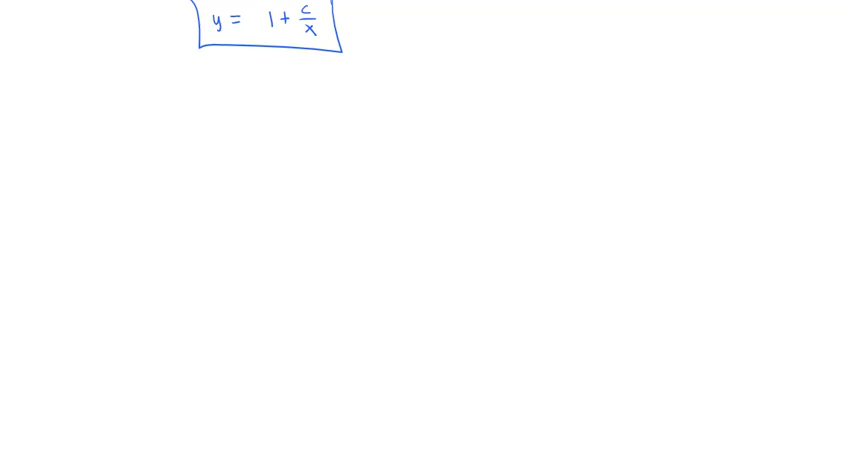 y = 1 + c/x